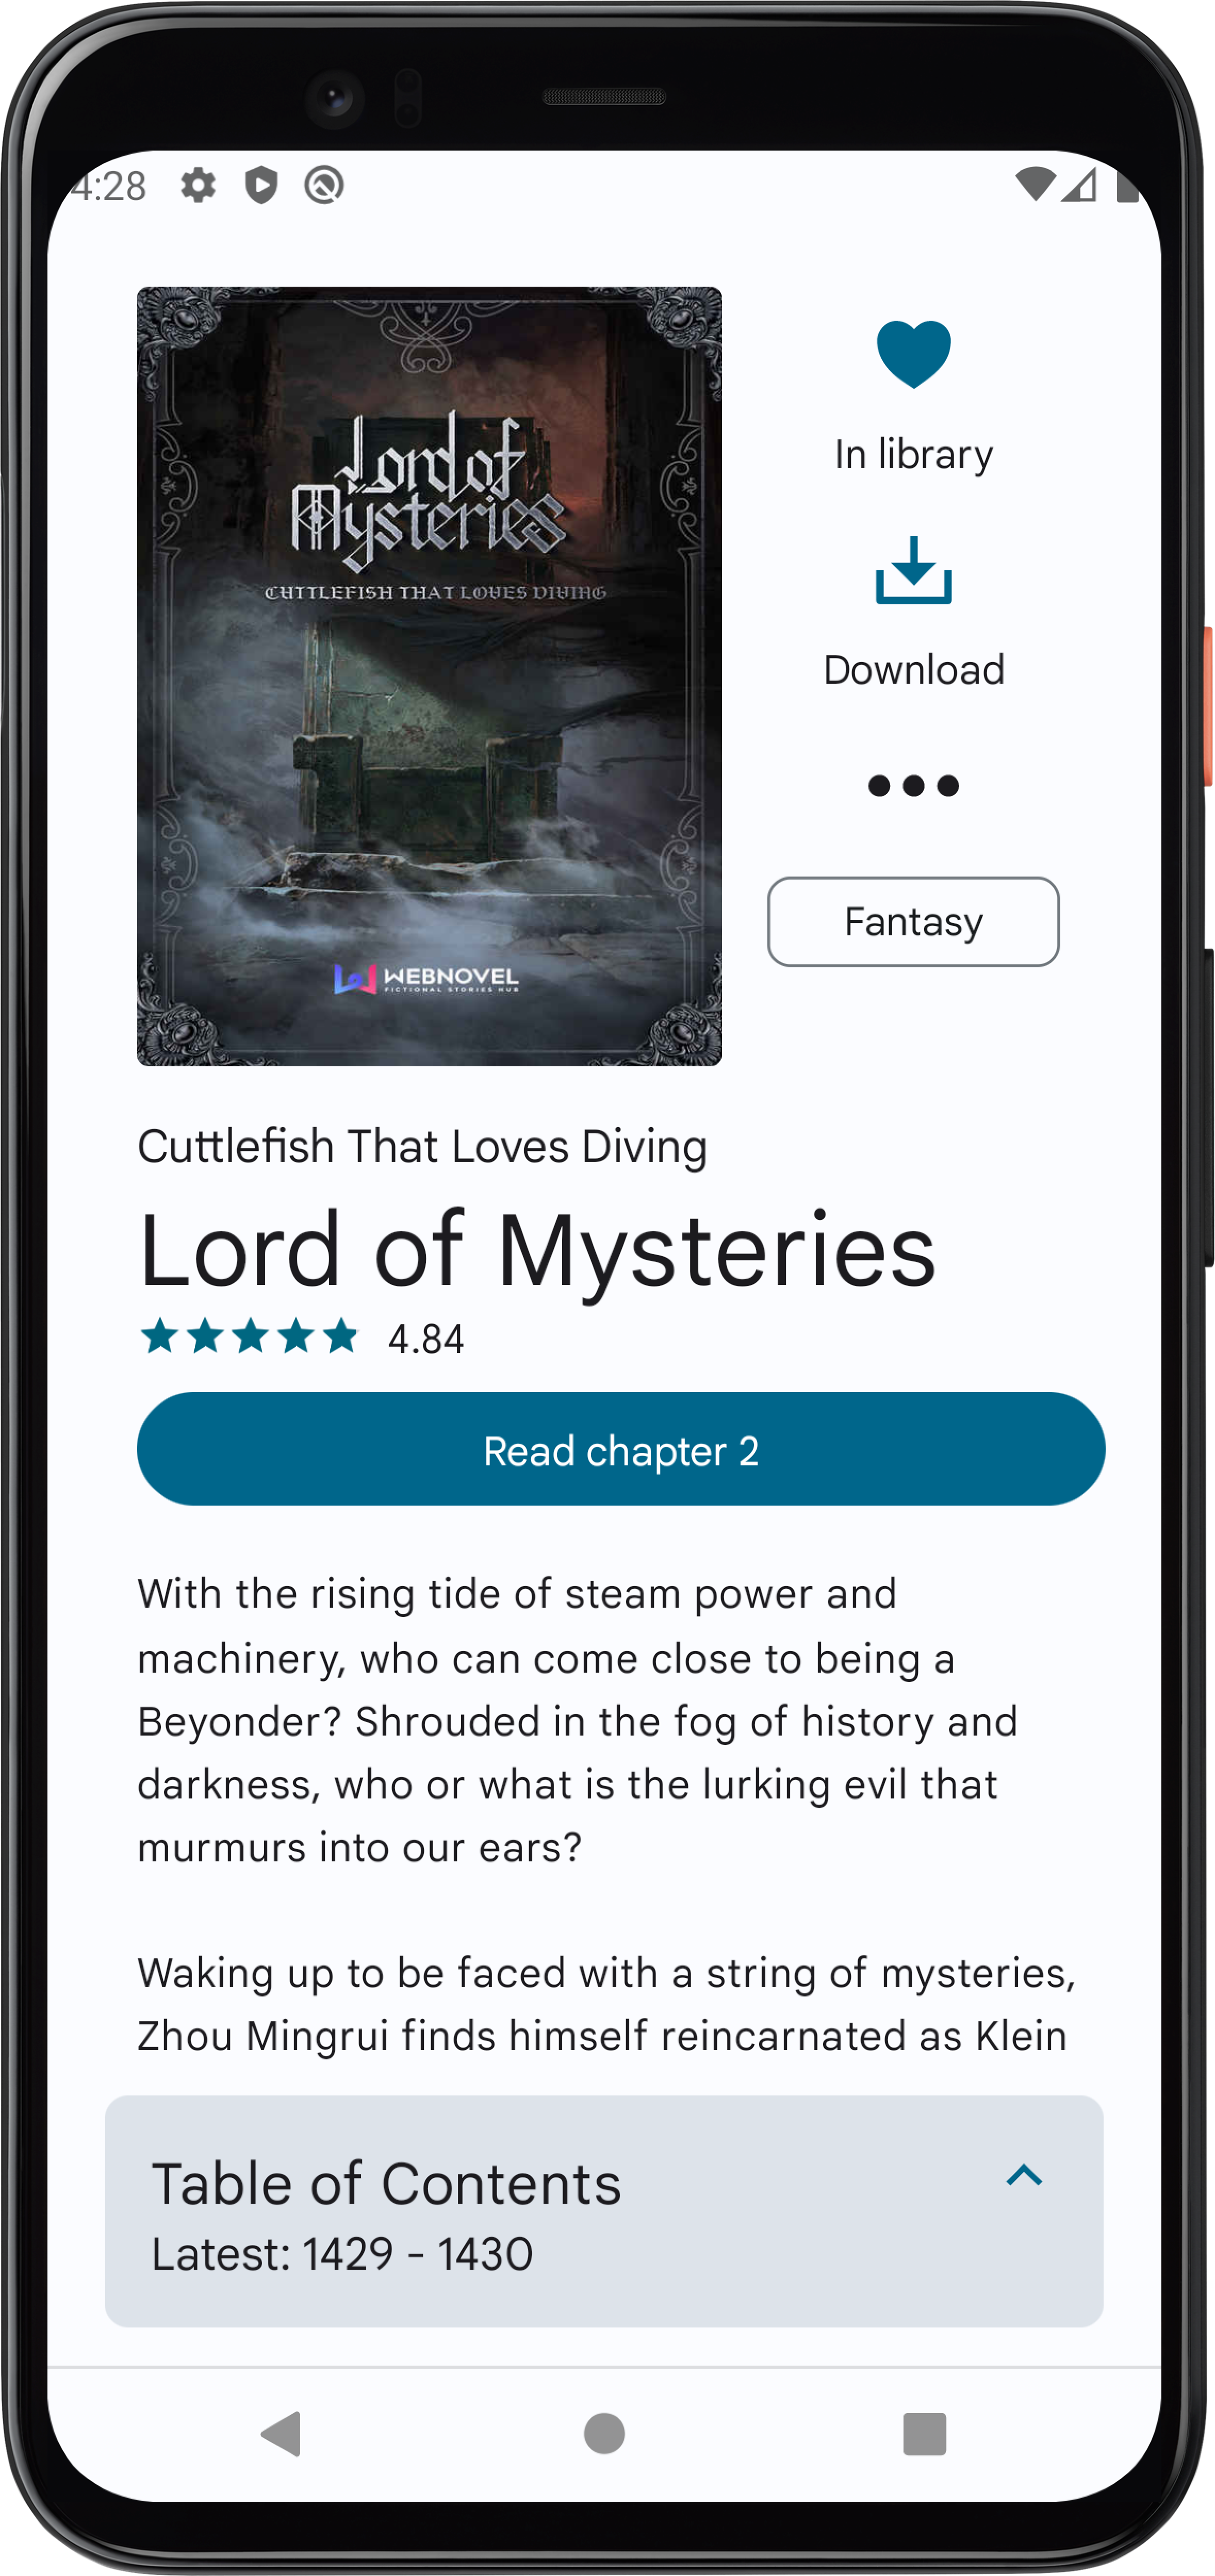 4:28
Lord of
Mysteries
CUTTLEFISH THAT LOVES DIVING
WEBNOVEL
FICTIONAL STORIES HUB
In library
Download
Fantasy
Cuttlefish That Loves Diving
Lord of Mysteries
4.84
Read chapter 2
With the rising tide of steam power and
machinery, who can come close to being a
Beyonder? Shrouded in the fog of history and
darkness, who or what is the lurking evil that
murmurs into our ears?
Waking up to be faced with a string of mysteries,
Zhou Mingrui finds himself reincarnated as Klein
Table of Contents
Latest: 1429 - 1430